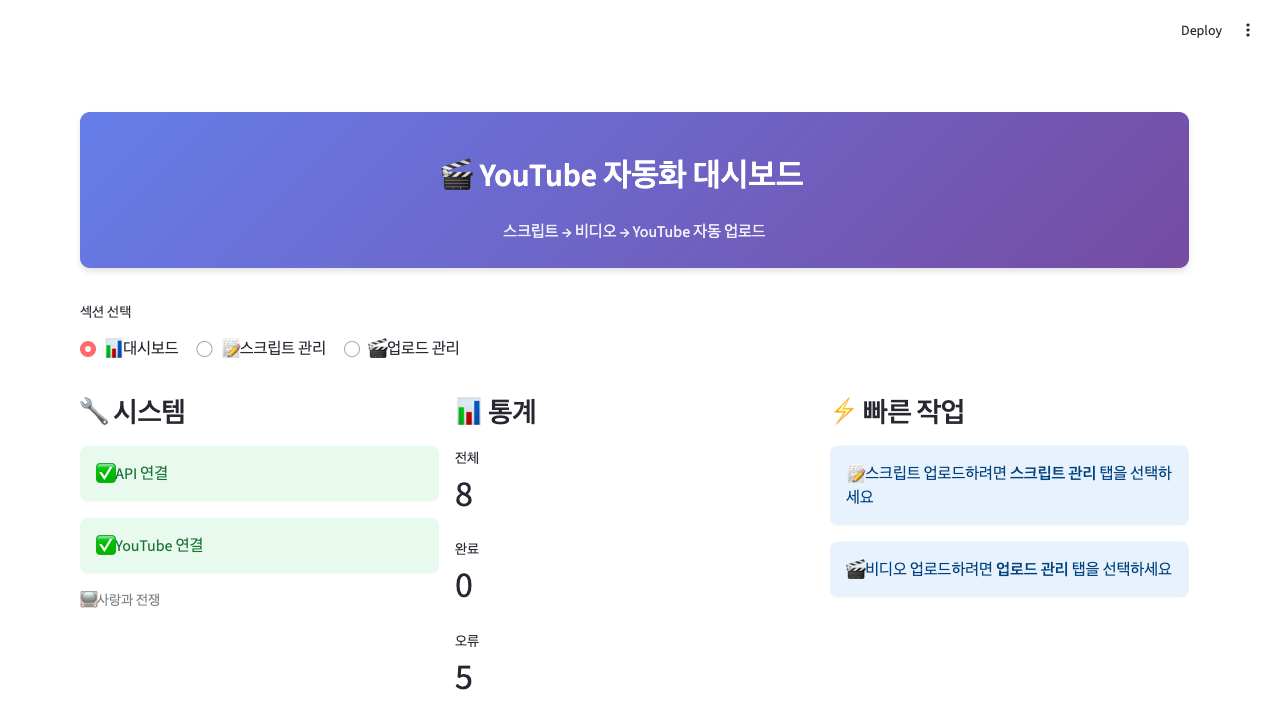 Deploy
🎬 YouTube 자동화 대시보드
스크립트 → 비디오 → YouTube 자동 업로드
섹션 선택
📊대시보드
📝스크립트 관리
🎬업로드 관리
🔧 시스템
✅API 연결
✅YouTube 연결
📺사랑과 전쟁
📊 통계
전체
8
완료
0
오류
5
⚡ 빠른 작업
📝스크립트 업로드하려면 스크립트 관리 탭을 선택하
세요
🎬비디오 업로드하려면 업로드 관리 탭을 선택하세요